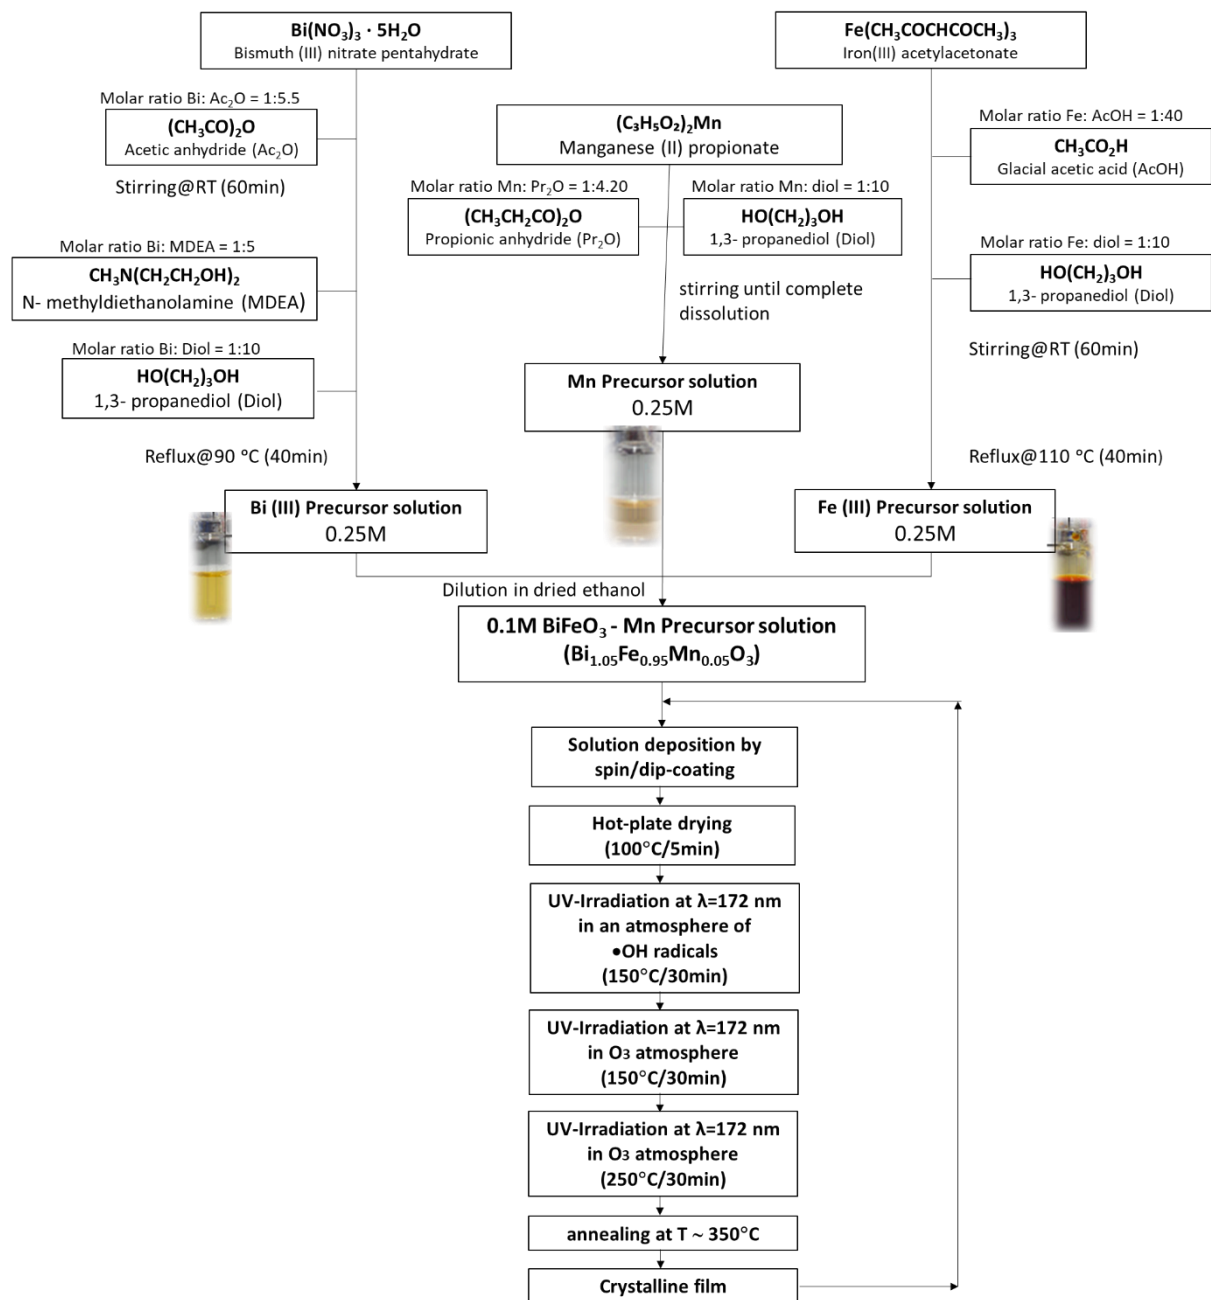 Bi(NO₃)₃ · 5H₂O
Bismuth (III) nitrate pentahydrate
Fe(CH₃COCHCOCH₃)₃
Iron(III) acetylacetonate
Molar ratio Bi: Ac₂O = 1:5.5
(CH₃CO)₂O
Acetic anhydride (Ac₂O)
Stirring@RT (60min)
(C₃H₅O₂)₂Mn
Manganese (II) propionate
Molar ratio Fe: AcOH = 1:40
CH₃CO₂H
Glacial acetic acid (AcOH)
Molar ratio Mn: Pr₂O = 1:4.20
(CH₃CH₂CO)₂O
Propionic anhydride (Pr₂O)
Molar ratio Mn: diol = 1:10
HO(CH₂)₃OH
1,3- propanediol (Diol)
Molar ratio Bi: MDEA = 1:5
CH₃N(CH₂CH₂OH)₂
N- methyldiethanolamine (MDEA)
Molar ratio Fe: diol = 1:10
HO(CH₂)₃OH
1,3- propanediol (Diol)
stirring until complete
dissolution
Molar ratio Bi: Diol = 1:10
HO(CH₂)₃OH
1,3- propanediol (Diol)
Stirring@RT (60min)
Mn Precursor solution
0.25M
Reflux@90 °C (40min)
Reflux@110 °C (40min)
Bi (III) Precursor solution
0.25M
Fe (III) Precursor solution
0.25M
Dilution in dried ethanol
0.1M BiFeO₃ - Mn Precursor solution
(Bi₁.₀₅Fe₀.₉₅Mn₀.₀₅O₃)
Solution deposition by
spin/dip-coating
Hot-plate drying
(100°C/5min)
UV-Irradiation at λ=172 nm
in an atmosphere of
•OH radicals
(150°C/30min)
UV-Irradiation at λ=172 nm
in O₃ atmosphere
(150°C/30min)
UV-Irradiation at λ=172 nm
in O₃ atmosphere
(250°C/30min)
annealing at T ~ 350°C
Crystalline film